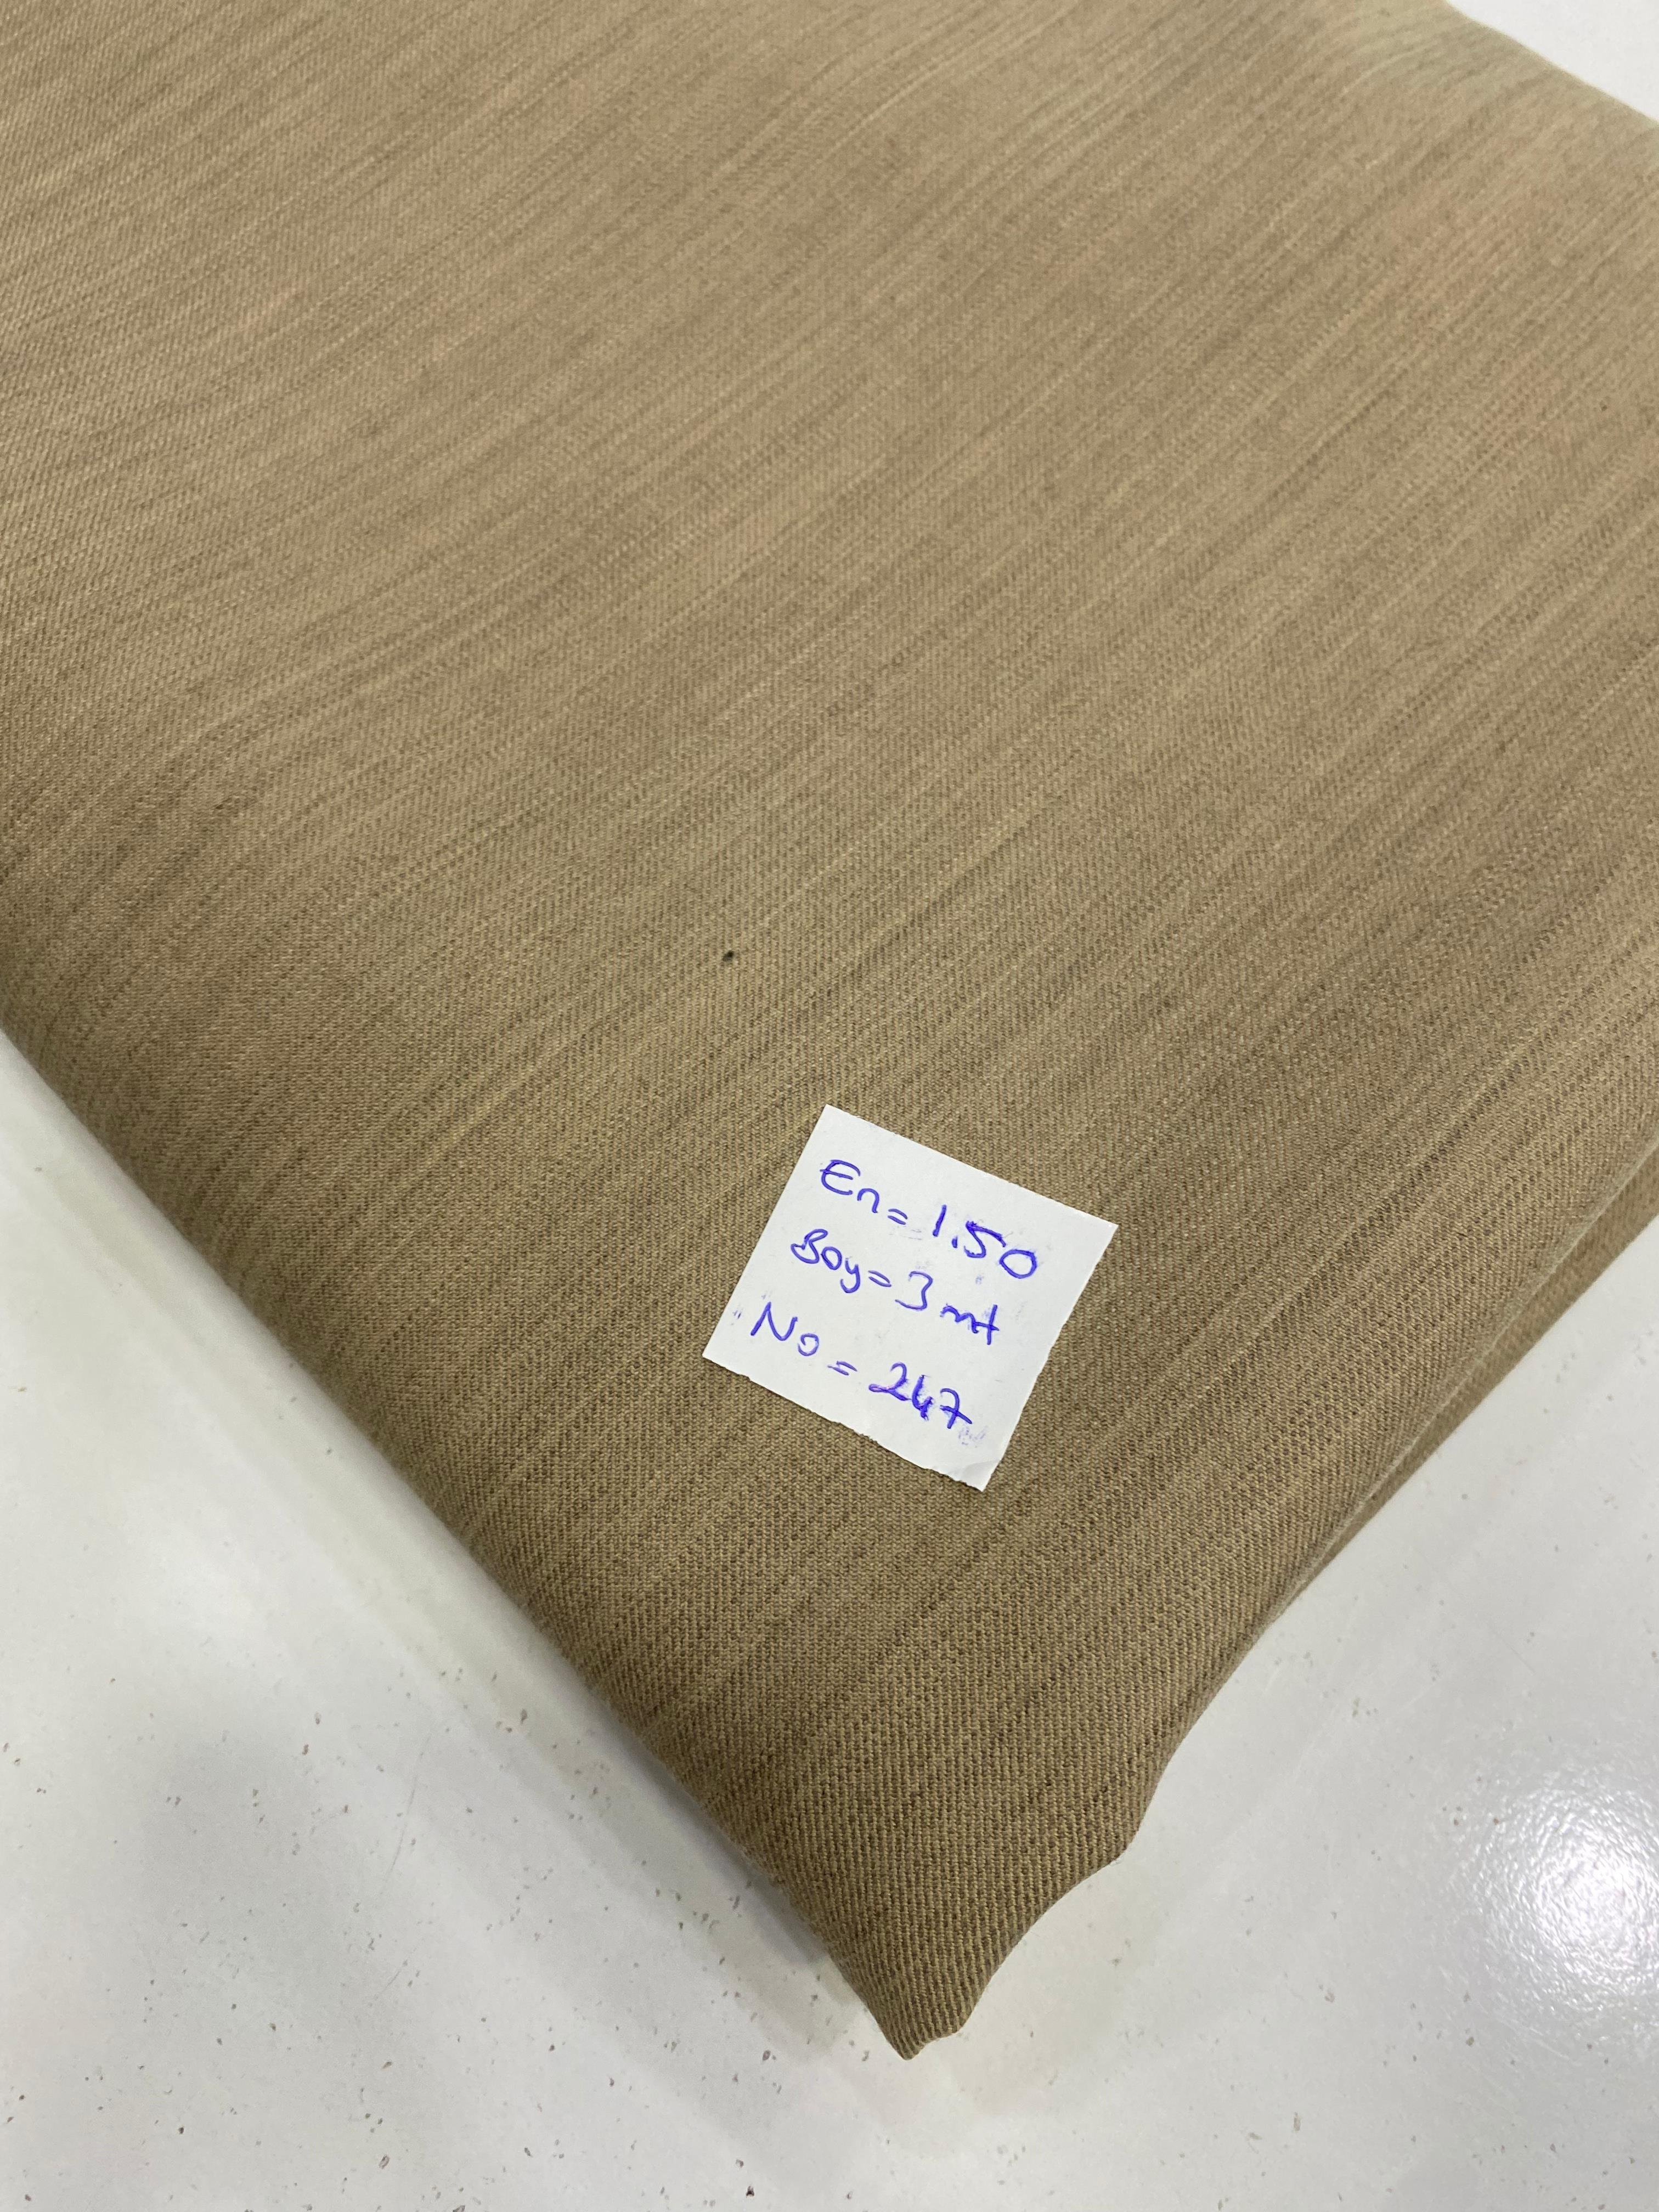 En= 1.50
Boy= 3 mt
No = 247